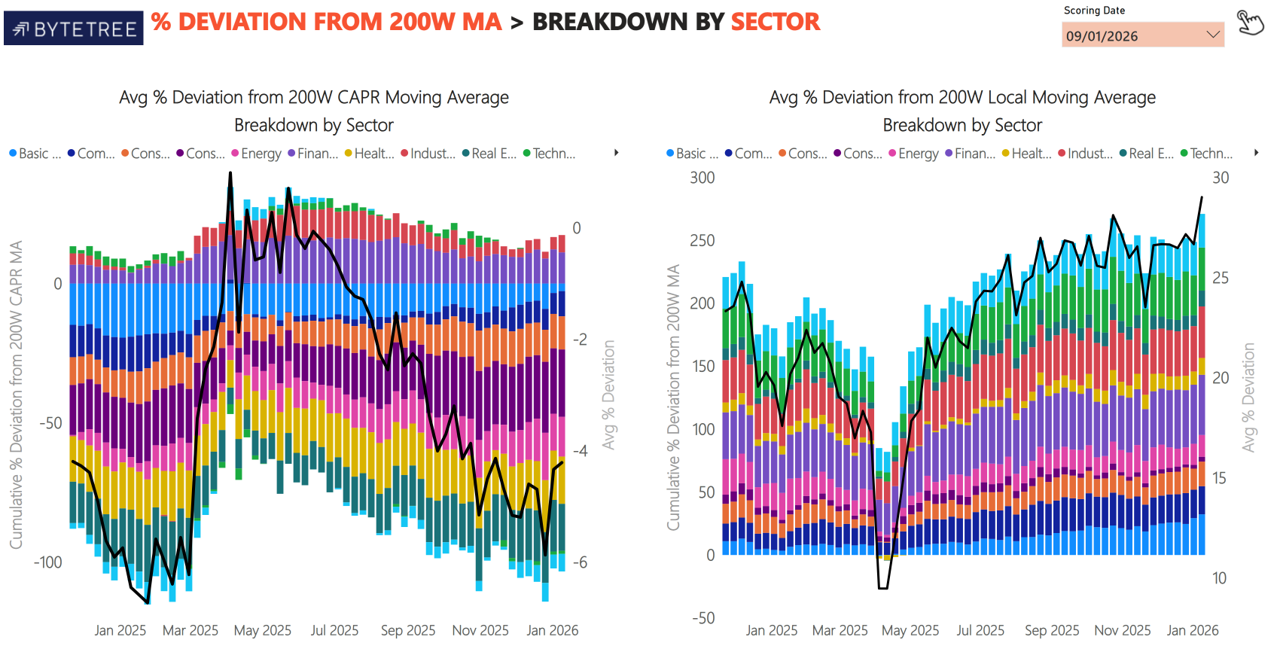 BYTETREE
% DEVIATION FROM 200W MA > BREAKDOWN BY SECTOR
Scoring Date
09/01/2026
Avg % Deviation from 200W CAPR Moving Average
Breakdown by Sector
Basic ... Com... Cons... Cons... Energy Finan... Healt... Indust... Real E... Techn...
Cumulative % Deviation from 200W CAPR MA
0
-50
-100
0
-2
-4
-6
Avg % Deviation
Jan 2025 Mar 2025 May 2025 Jul 2025 Sep 2025 Nov 2025 Jan 2026
Avg % Deviation from 200W Local Moving Average
Breakdown by Sector
Basic ... Com... Cons... Cons... Energy Finan... Healt... Indust... Real E... Techn...
Cumulative % Deviation from 200W MA
300
250
200
150
100
50
0
-50
30
25
20
15
10
Avg % Deviation
Jan 2025 Mar 2025 May 2025 Jul 2025 Sep 2025 Nov 2025 Jan 2026